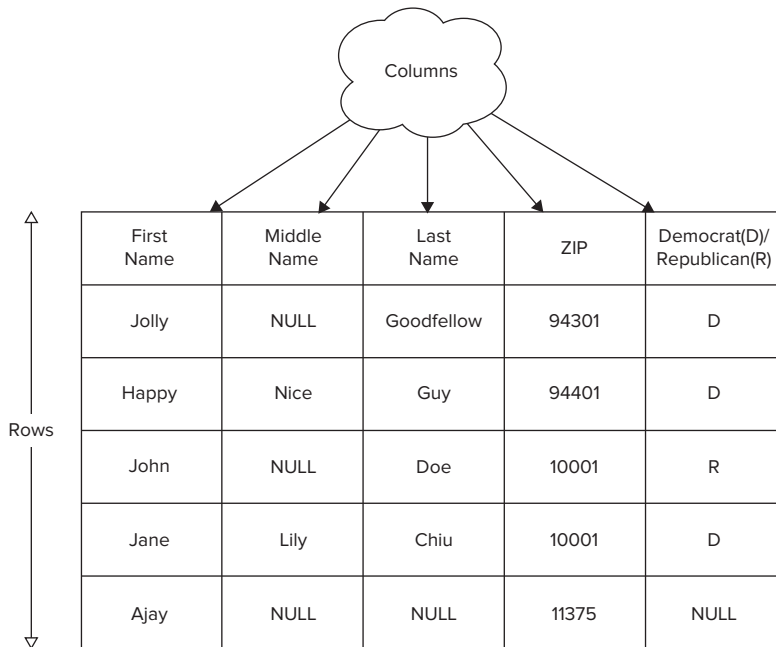 Columns
First
Name
Middle
Name
Last
Name
ZIP
Democrat(D)/
Republican(R)
Jolly NULL Goodfellow 94301 D
Happy Nice Guy 94401 D
Rows
John NULL Doe 10001 R
Jane Lily Chiu 10001 D
Ajay NULL NULL 11375 NULL